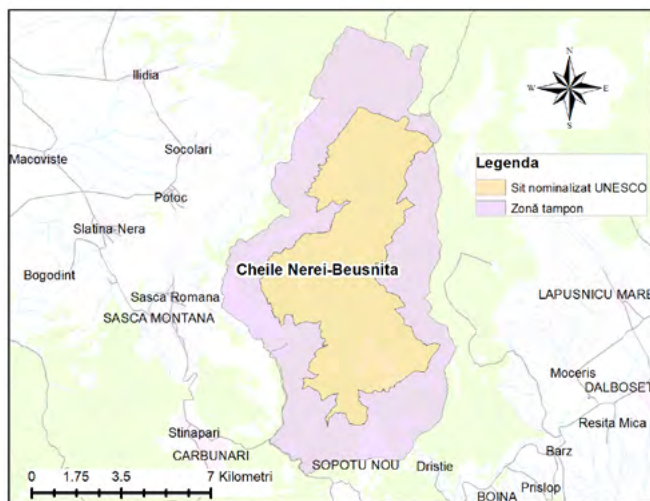 Ilidia
N
W E
S
Macoviste
Socolari
Legenda
Sit nominalizat UNESCO
Zonă tampon
Potoc
Slatina-Nera
Bogodint
Cheile Nerei-Beusnita
Sasca Romana
SASCA MONTANA
LAPUSNICU MARE
Moceris
DALBOSET
Resita Mica
Stinapari
CARBUNARI
SOPOTU NOU
Dristie
Barz
Prislop
BOINA
0 1.75 3.5 7 Kilometri